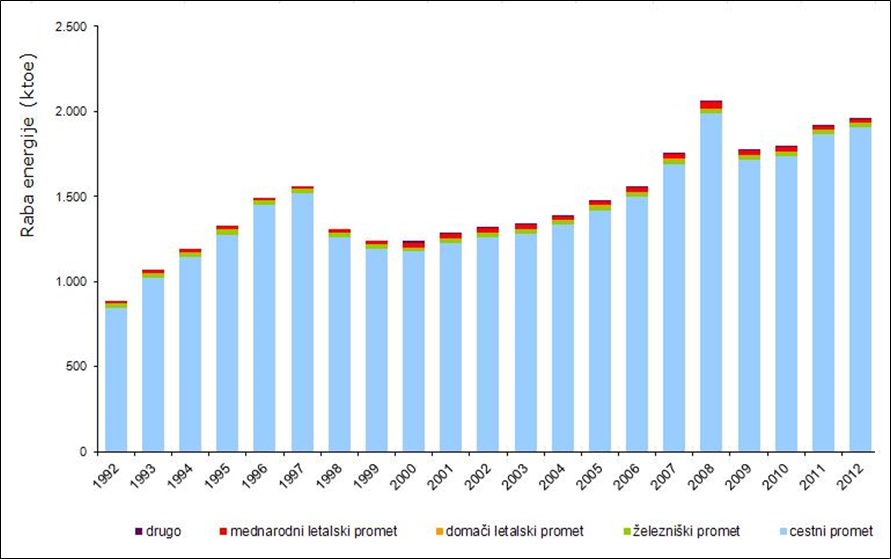 Raba energije (ktoe)
2.500
2.000
1.500
1.000
500
0
1992 1993 1994 1995 1996 1997 1998 1999 2000 2001 2002 2003 2004 2005 2006 2007 2008 2009 2010 2011 2012
drugo mednarodni letalski promet domači letalski promet železniški promet cestni promet